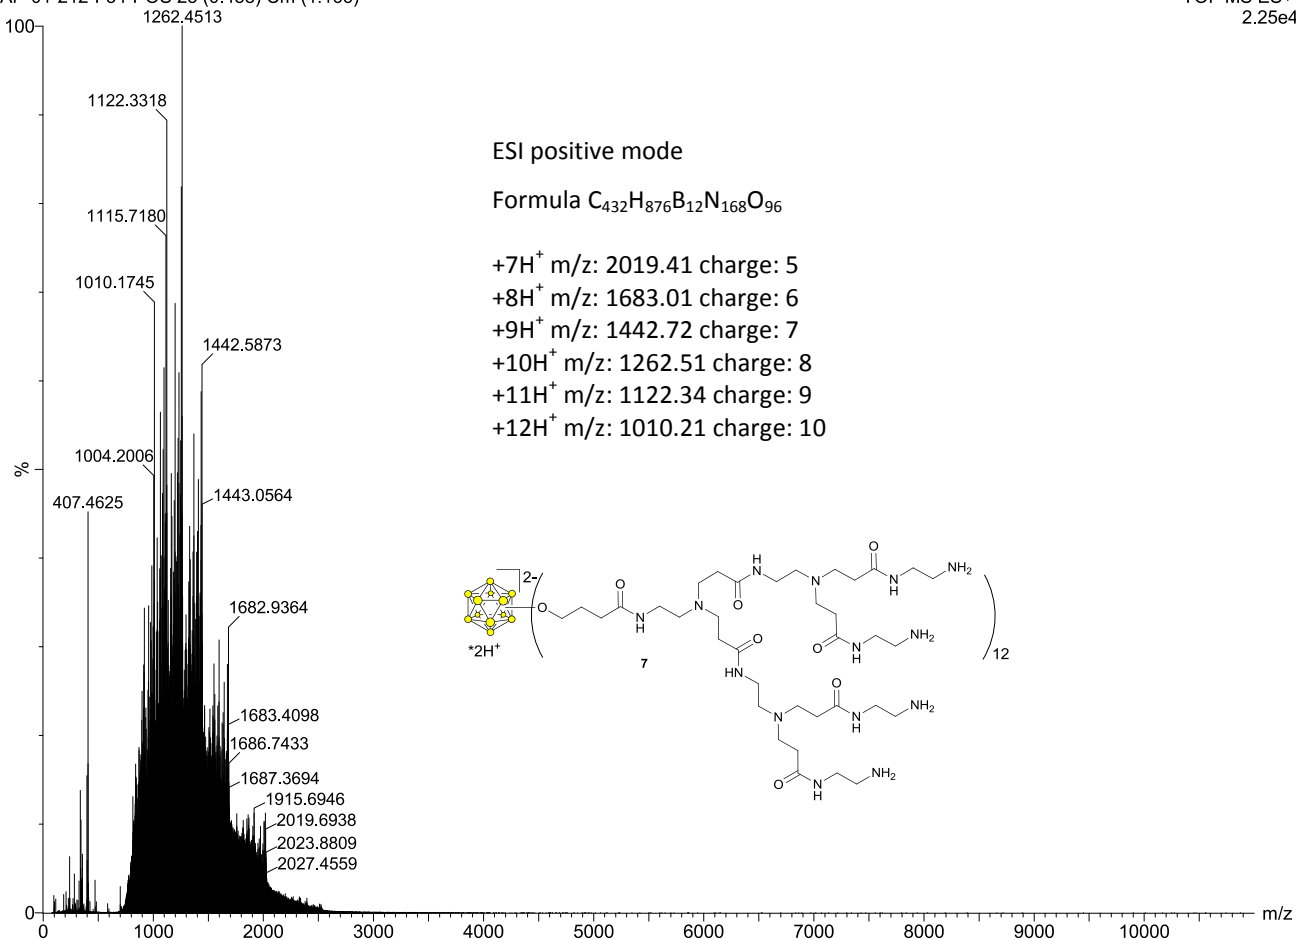 1262.4513
2.25e4
100
1122.3318
1115.7180
1010.1745
1442.5873
1004.2006
407.4625
1443.0564
1682.9364
1683.4098
1686.7433
1687.3694
1915.6946
2019.6938
2023.8809
2027.4559
%
0
ESI positive mode
Formula C₄₃₂H₈₇₆B₁₂N₁₆₈O₉₆
+7H⁺ m/z: 2019.41 charge: 5
+8H⁺ m/z: 1683.01 charge: 6
+9H⁺ m/z: 1442.72 charge: 7
+10H⁺ m/z: 1262.51 charge: 8
+11H⁺ m/z: 1122.34 charge: 9
+12H⁺ m/z: 1010.21 charge: 10
2-
*2H⁺
O
O
N
H
7
N
O
H
N
N
O
N
H
NH₂
O
N
H
NH₂
O
HN
N
O
N
H
NH₂
O
N
H
NH₂
12
m/z
0 1000 2000 3000 4000 5000 6000 7000 8000 9000 10000